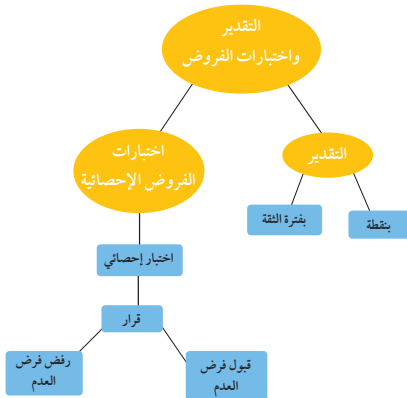 التقدير
واختبارات الفروض
التقدير
اختبارات
الفروض الإحصائية
بنقطة
بفترة الثقة
اختبار إحصائي
قرار
قبول فرض
العدم
رفض فرض
العدم